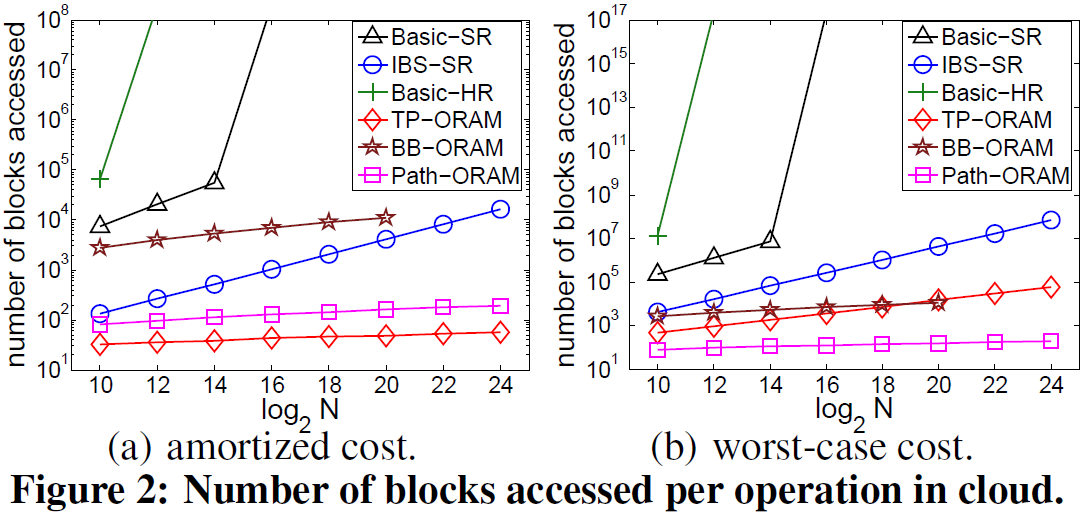 number of blocks accessed
10^8
10^7
10^6
10^5
10^4
10^3
10^2
10^1
10 12 14 16 18 20 22 24
log_2 N
Basic−SR
IBS−SR
Basic−HR
TP−ORAM
BB−ORAM
Path−ORAM
(a) amortized cost.
number of blocks accessed
10^17
10^15
10^13
10^11
10^9
10^7
10^5
10^3
10^1
10 12 14 16 18 20 22 24
log_2 N
Basic−SR
IBS−SR
Basic−HR
TP−ORAM
BB−ORAM
Path−ORAM
(b) worst-case cost.
Figure 2: Number of blocks accessed per operation in cloud.